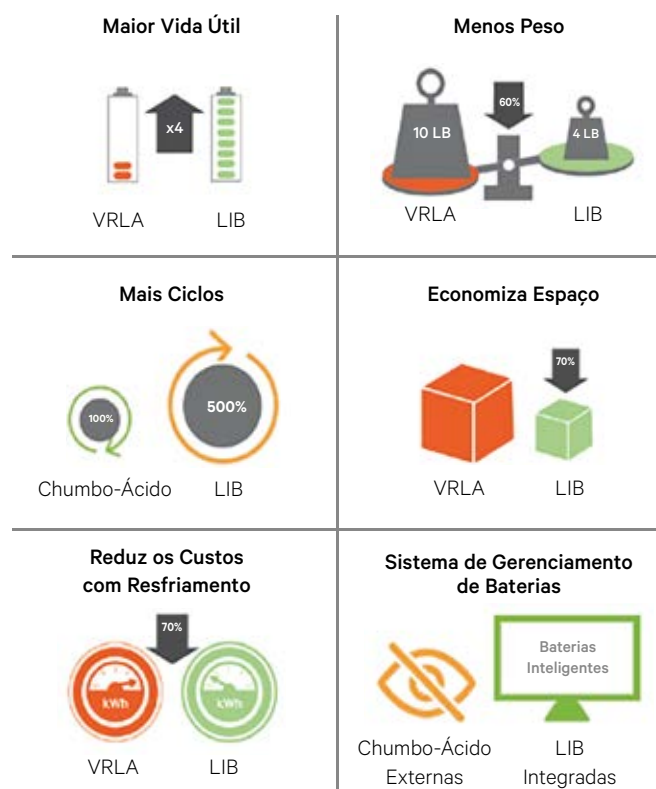 Maior Vida Útil
x4
VRLA LIB
Menos Peso
60%
10 LB
4 LB
VRLA LIB
Mais Ciclos
100%
500%
Chumbo-Ácido LIB
Economiza Espaço
70%
VRLA LIB
Reduz os Custos
com Resfriamento
70%
kWh kWh
VRLA LIB
Sistema de Gerenciamento
de Baterias
Baterias
Inteligentes
Chumbo-Ácido LIB
Externas Integradas